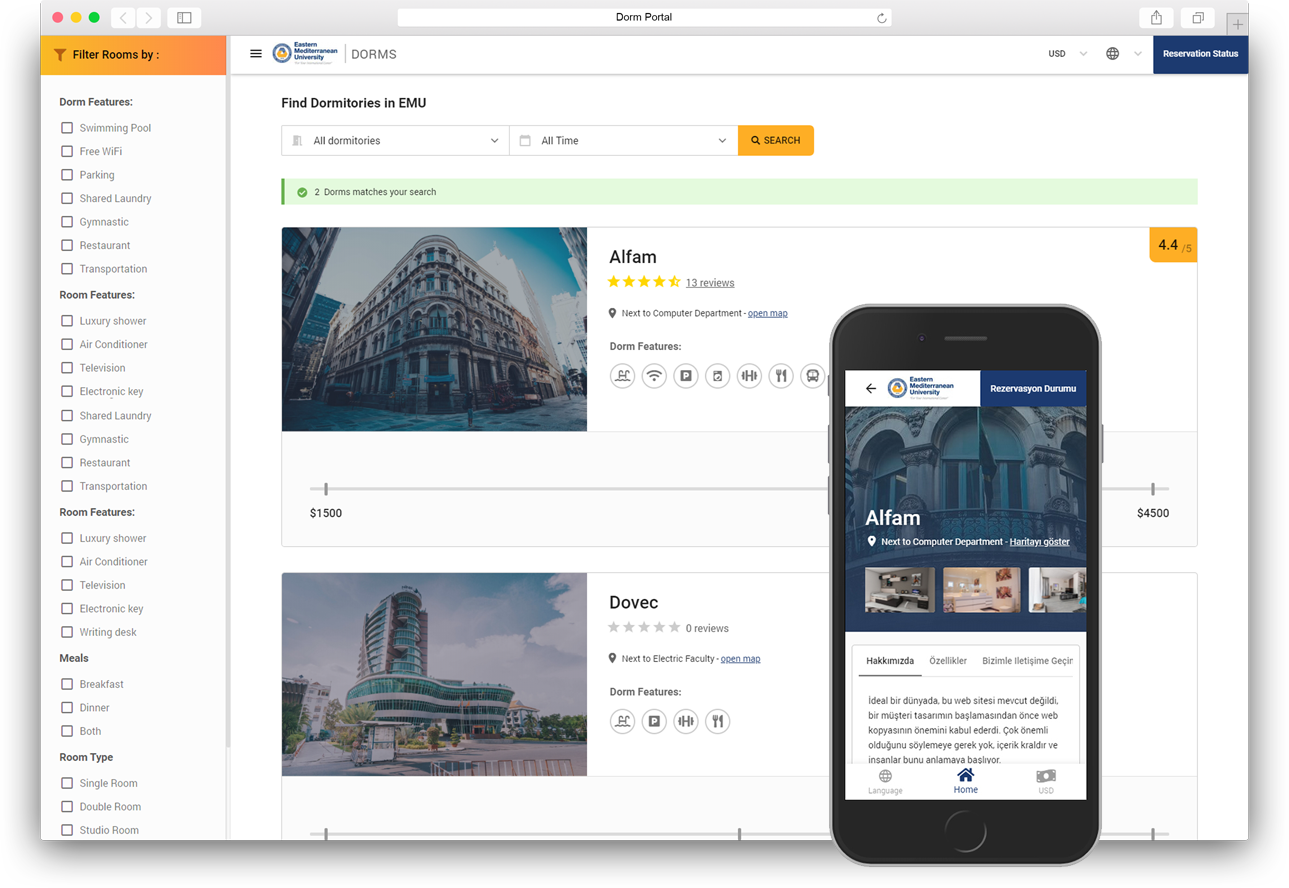 Dorm Portal
Filter Rooms by :
Dorm Features:
Swimming Pool
Free WiFi
Parking
Shared Laundry
Gymnastic
Restaurant
Transportation
Room Features:
Luxury shower
Air Conditioner
Television
Electronic key
Shared Laundry
Gymnastic
Restaurant
Transportation
Room Features:
Luxury shower
Air Conditioner
Television
Electronic key
Writing desk
Meals
Breakfast
Dinner
Both
Room Type
Single Room
Double Room
Studio Room
Eastern
Mediterranean
University
DORMS
USD
Reservation Status
Find Dormitories in EMU
All dormitories
All Time
SEARCH
2 Dorms matches your search
Alfam
4.4 /5
13 reviews
Next to Computer Department - open map
Dorm Features:
$1500
$4500
Dovec
0 reviews
Next to Electric Faculty - open map
Dorm Features:
Eastern
Mediterranean
University
Rezervasyon Durumu
Alfam
Next to Computer Department - Haritayı göster
Hakkımızda
Özellikler
Bizimle Iletişime Geçin
İdeal bir dünyada, bu web sitesi mevcut değildi,
bir müşteri tasarımın başlamasından önce web
kopyasının önemini kabul ederdi. Çok önemli
olduğunu söylemeye gerek yok, içerik kraldır ve
insanlar bunu anlamaya başlıyor.
Language
Home
USD